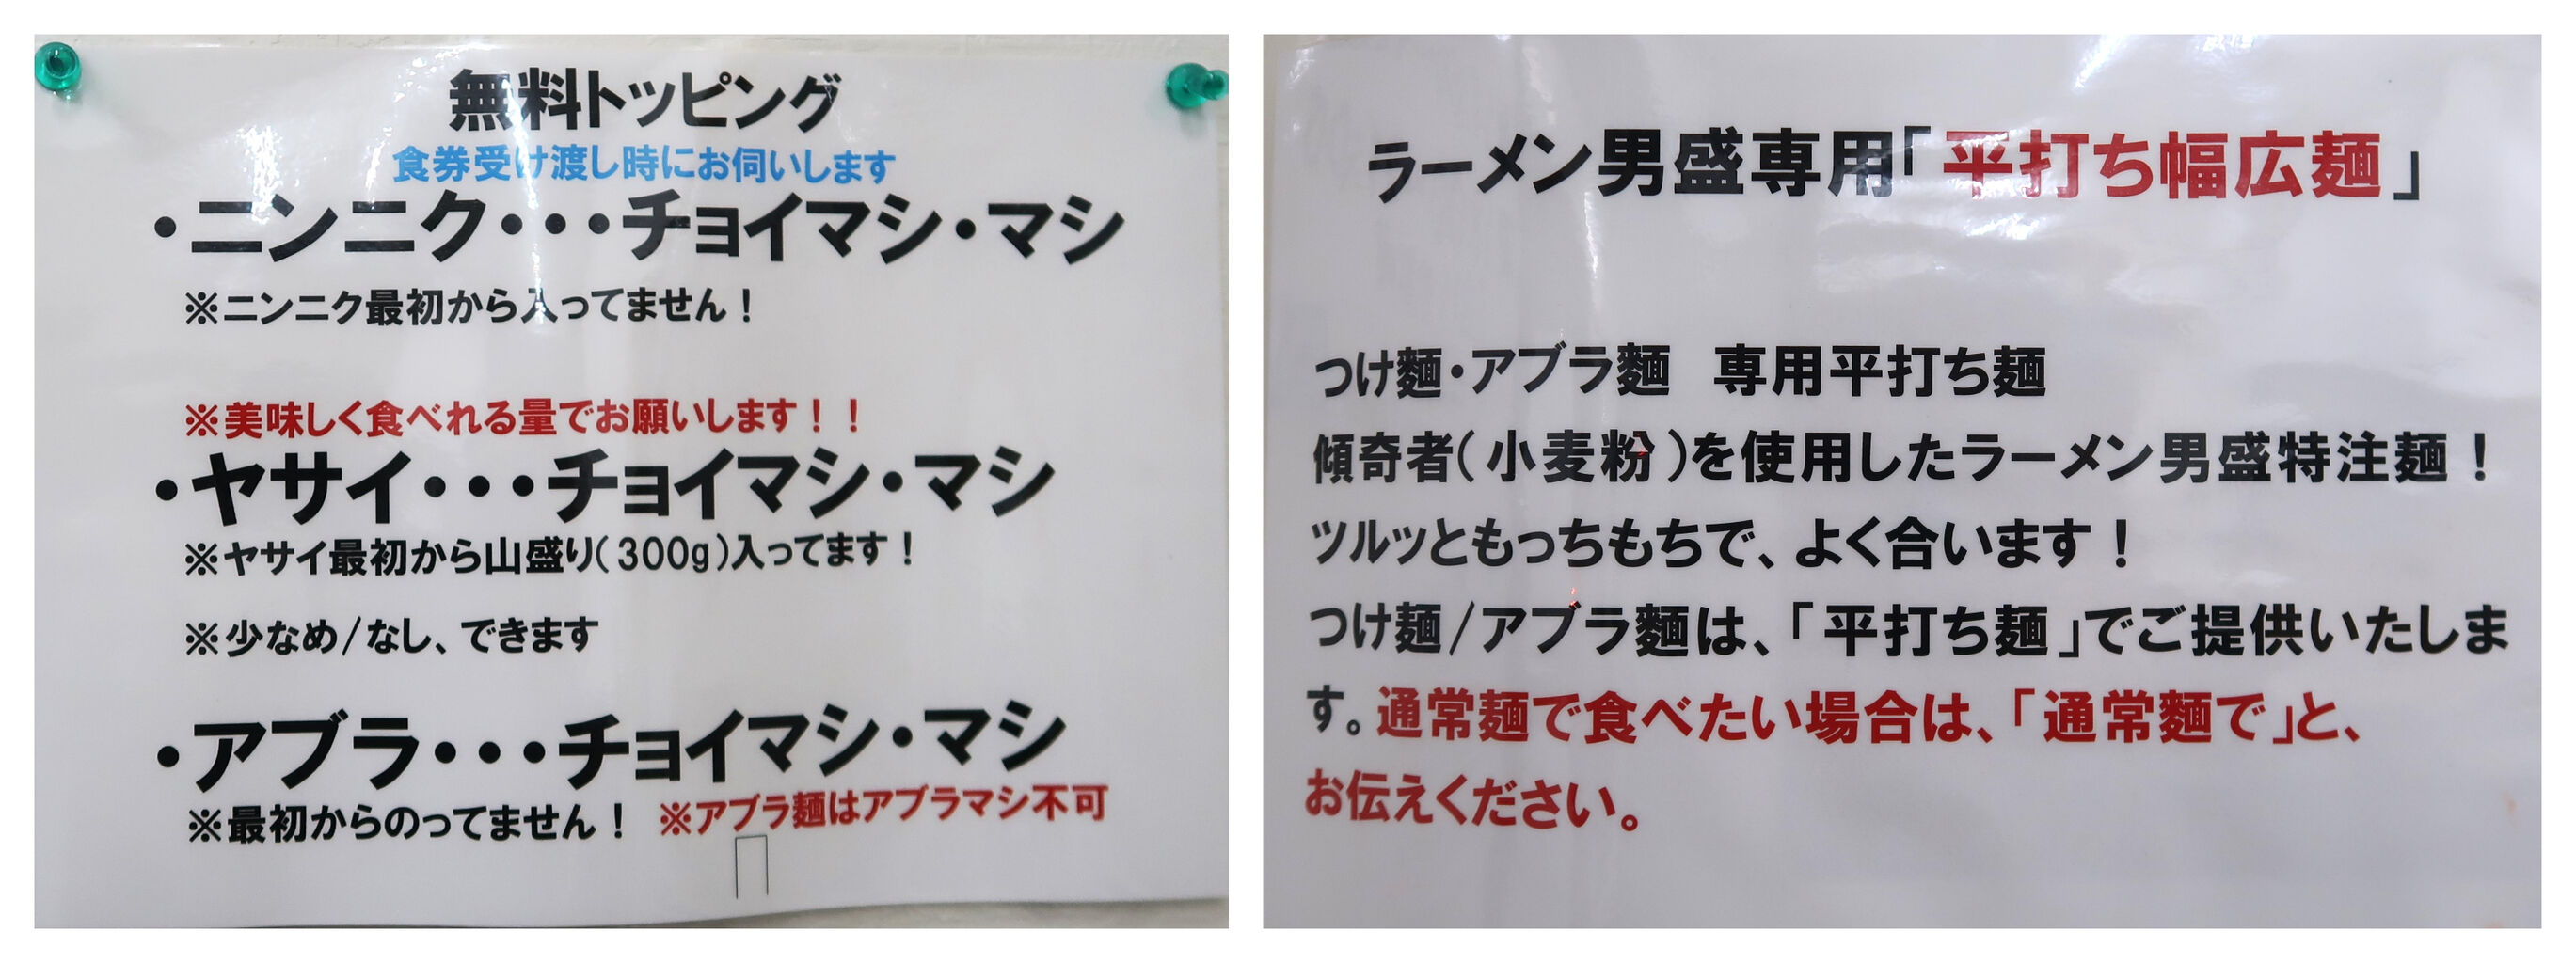 無料トッピング
食券受け渡し時にお伺いします
・ニンニク・・・チョイマシ・マシ
※ニンニク最初から入ってません！
※美味しく食べれる量でお願いします！！
・ヤサイ・・・チョイマシ・マシ
※ヤサイ最初から山盛り(300g)入ってます！
※少なめ/なし、できます
・アブラ・・・チョイマシ・マシ
※最初からのってません！ ※アブラ麺はアブラマシ不可
ラーメン男盛専用「平打ち幅広麺」
つけ麺・アブラ麺　専用平打ち麺
傾奇者(小麦粉)を使用したラーメン男盛特注麺！
ツルッともっちもちで、よく合います！
つけ麺/アブラ麺は、「平打ち麺」でご提供いたしま
す。通常麺で食べたい場合は、「通常麺で」と、
お伝えください。